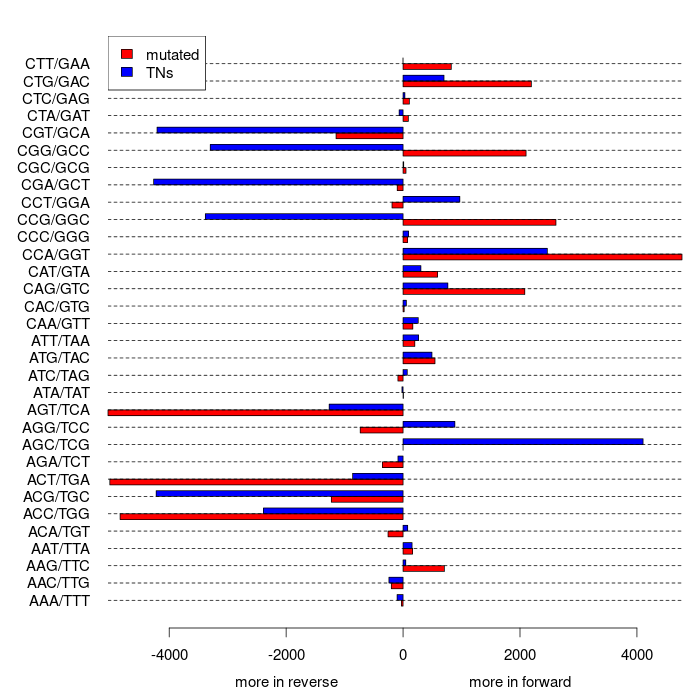 mutated
TNs
CTT/GAA
CTG/GAC
CTC/GAG
CTA/GAT
CGT/GCA
CGG/GCC
CGC/GCG
CGA/GCT
CCT/GGA
CCG/GGC
CCC/GGG
CCA/GGT
CAT/GTA
CAG/GTC
CAC/GTG
CAA/GTT
ATT/TAA
ATG/TAC
ATC/TAG
ATA/TAT
AGT/TCA
AGG/TCC
AGC/TCG
AGA/TCT
ACT/TGA
ACG/TGC
ACC/TGG
ACA/TGT
AAT/TTA
AAG/TTC
AAC/TTG
AAA/TTT
-4000 -2000 0 2000 4000
more in reverse more in forward